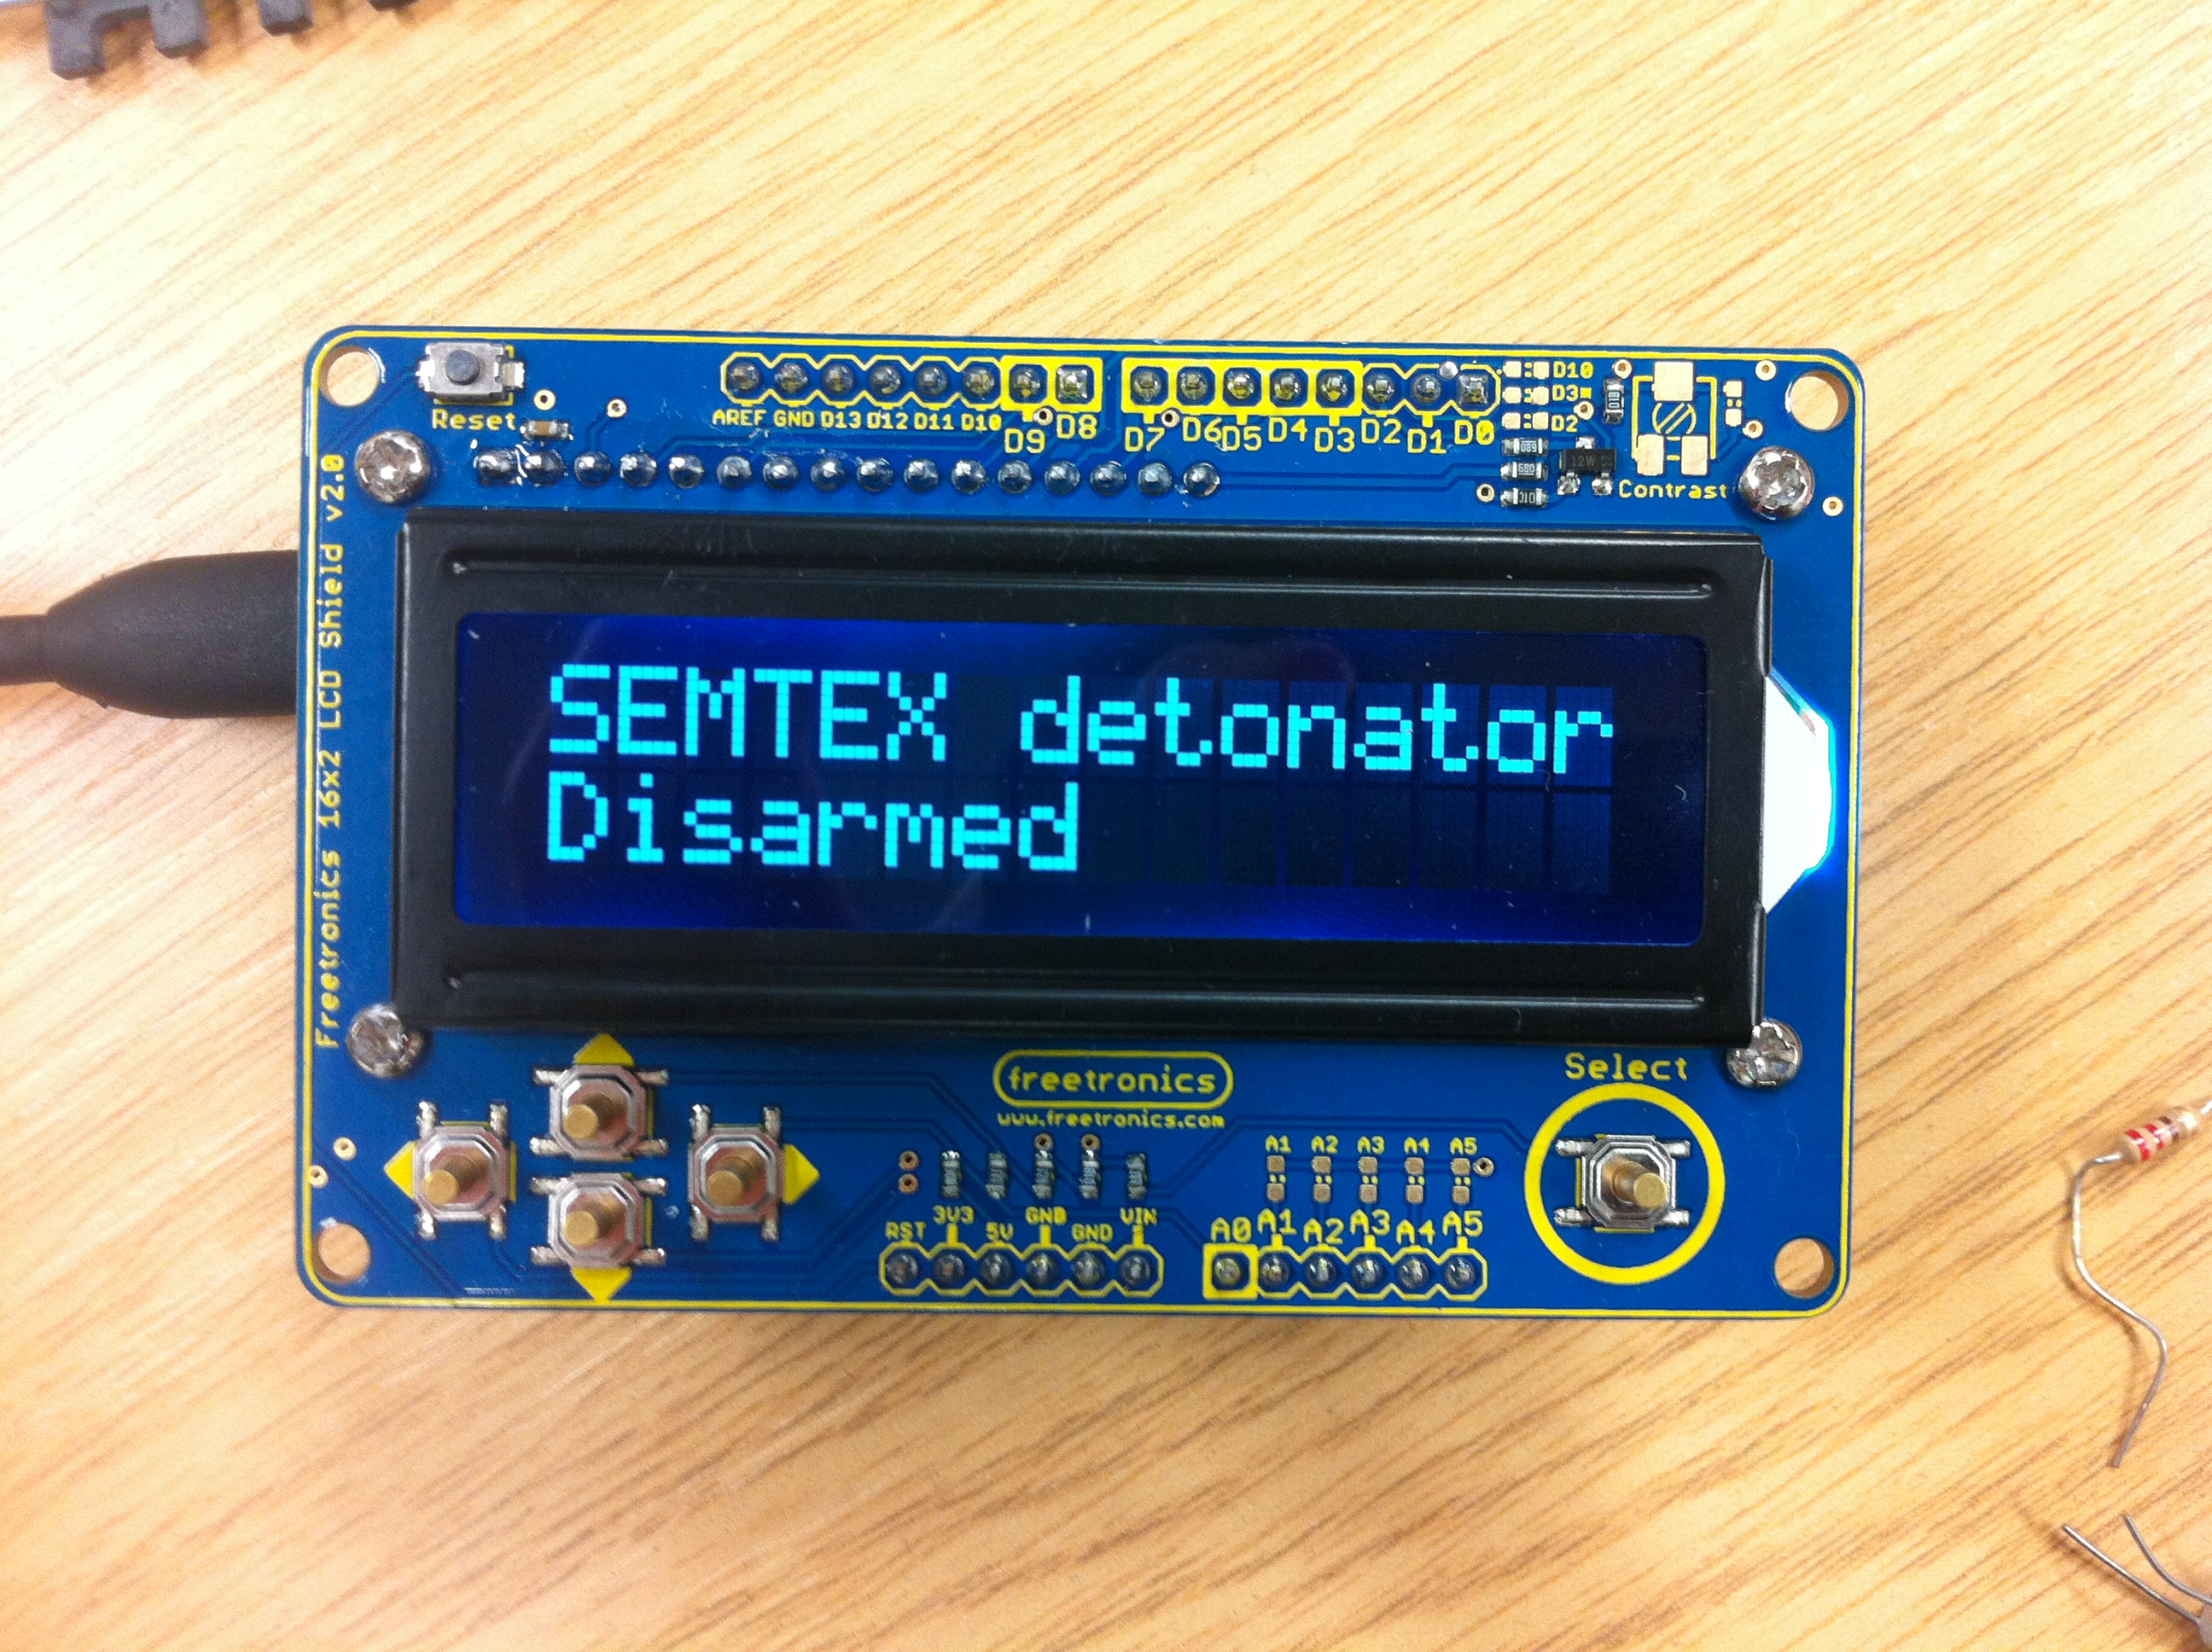 Reset
AREF GND D13 D12 D11 D10 D9 D8 D7 D6 D5 D4 D3 D2 D1 D0
D10
D3
D2
12W
Contrast
Freetronics 16x2 LCD Shield v2.0
SEMTEX detonator
Disarmed
freetronics
www.freetronics.com
Select
A1 A2 A3 A4 A5
RST 3V3 5V GND GND VIN
A0 A1 A2 A3 A4 A5